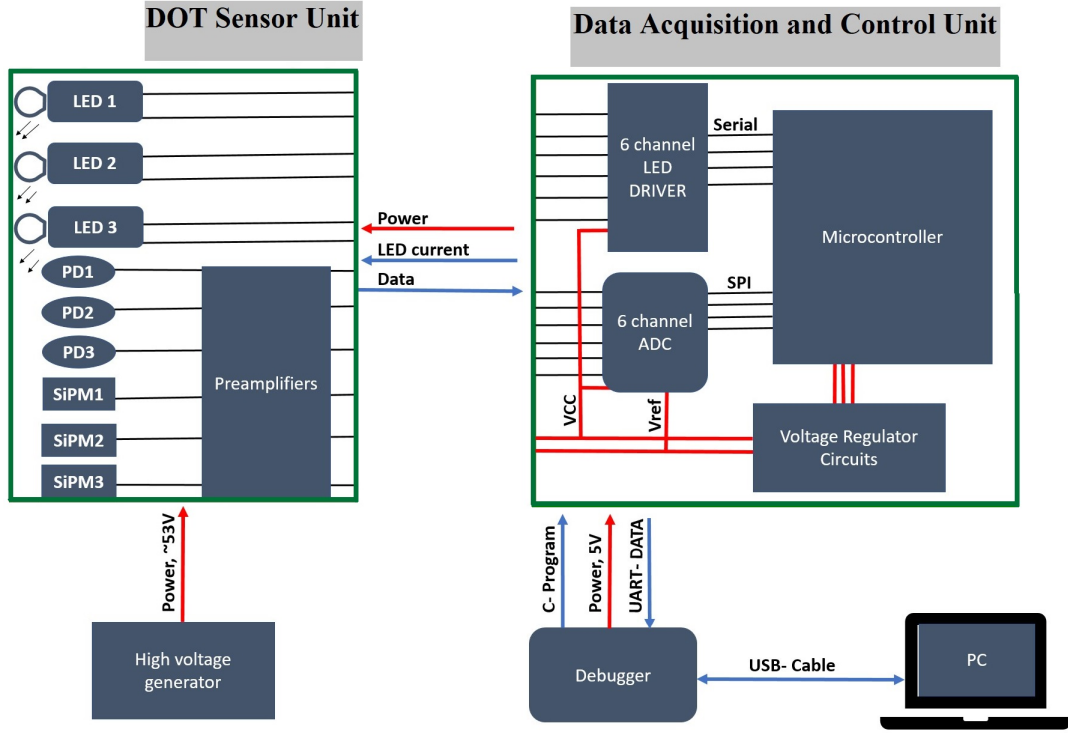 DOT Sensor Unit
Data Acquisition and Control Unit
LED 1
LED 2
LED 3
PD1
PD2
PD3
SiPM1
SiPM2
SiPM3
Preamplifiers
Power
LED current
Data
6 channel
LED
DRIVER
Serial
Microcontroller
6 channel
ADC
SPI
VCC
Vref
Voltage Regulator
Circuits
Power, ~53V
High voltage
generator
C- Program
Power, 5V
UART- DATA
Debugger
USB- Cable
PC